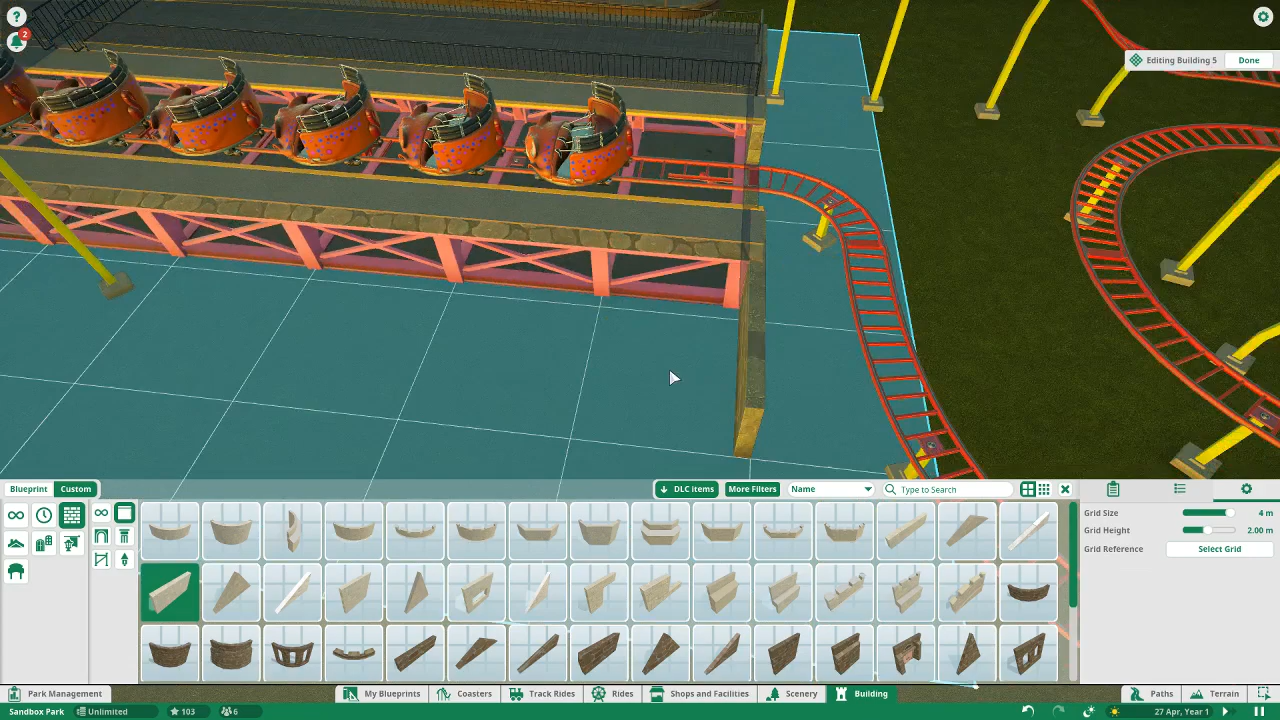 ?
2
Editing Building 5
Done
Blueprint
Custom
DLC items
More Filters
Name
Type to Search
Grid Size
4 m
Grid Height
2.00 m
Grid Reference
Select Grid
Park Management
My Blueprints
Coasters
Track Rides
Rides
Shops and Facilities
Scenery
Building
Paths
Terrain
Sandbox Park
Unlimited
103
6
27 Apr, Year 1